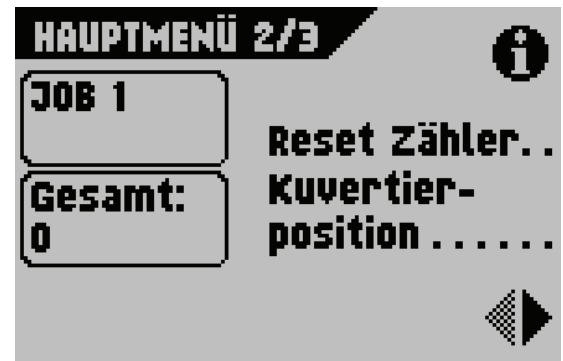 HAUPTMENÜ 2/3
JOB 1
Reset Zähler..
Gesamt:
0
Kuvertier-
position......